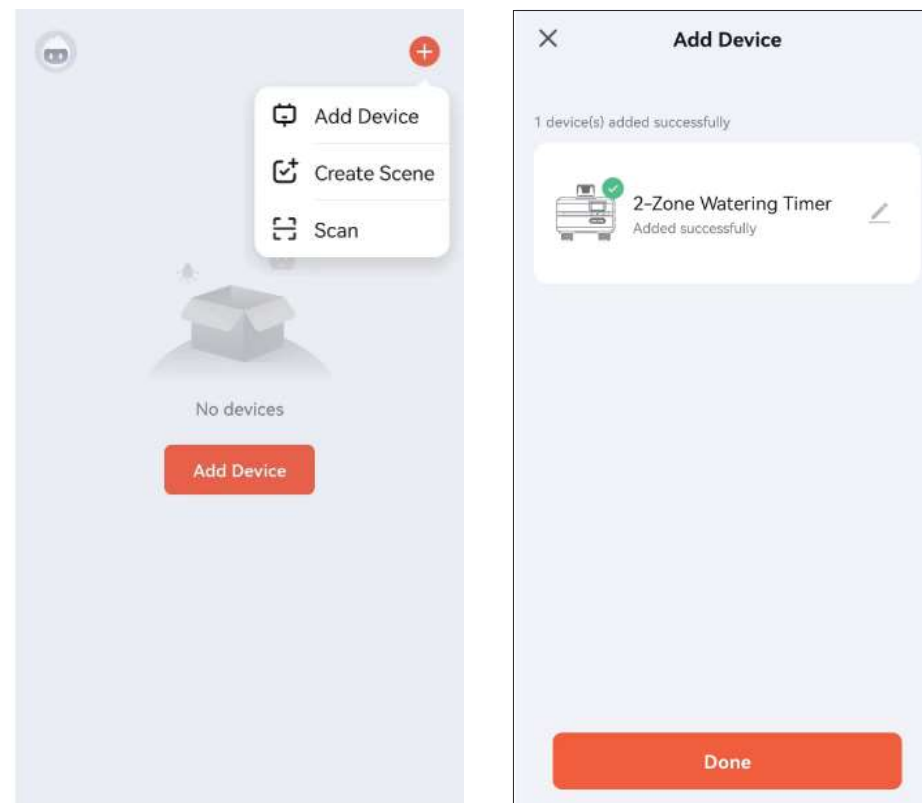 Add Device
Create Scene
Scan
No devices
Add Device
Add Device
1 device(s) added successfully
2-Zone Watering Timer
Added successfully
Done